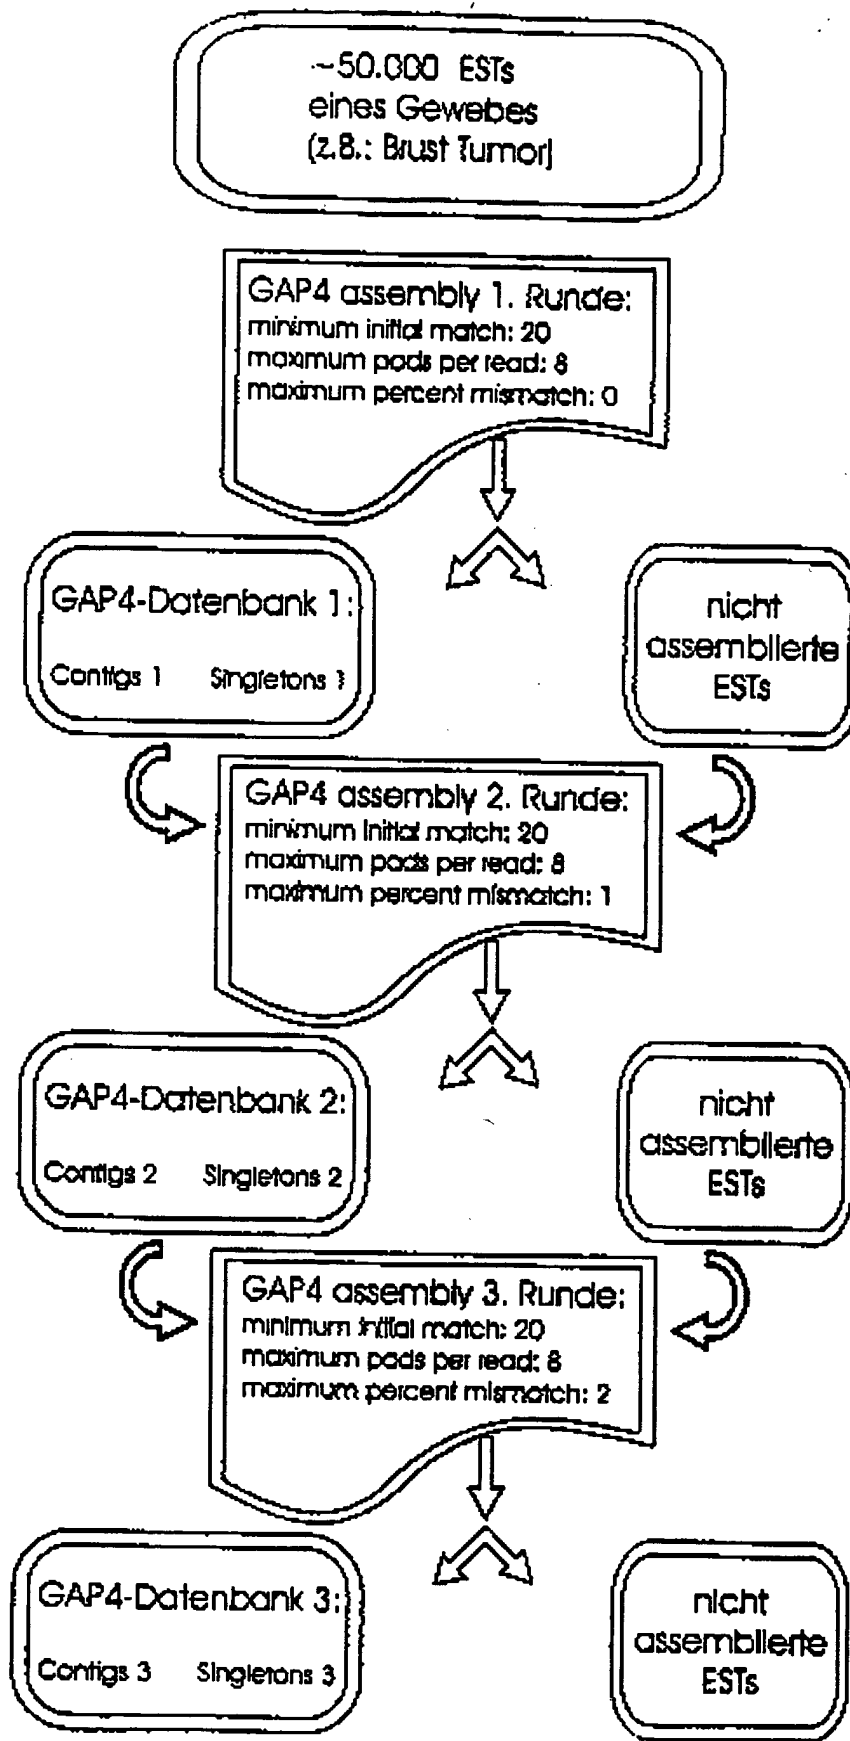 ~50.000 ESTs
eines Gewebes
(z.B.: Brust Tumor)
GAP4 assembly 1. Runde:
minimum initial match: 20
maximum pads per read: 8
maximum percent mismatch: 0
GAP4-Datenbank 1:
Contigs 1 Singletons 1
nicht
assemblierte
ESTs
GAP4 assembly 2. Runde:
minimum initial match: 20
maximum pads per read: 8
maximum percent mismatch: 1
GAP4-Datenbank 2:
Contigs 2 Singletons 2
nicht
assemblierte
ESTs
GAP4 assembly 3. Runde:
minimum initial match: 20
maximum pads per read: 8
maximum percent mismatch: 2
GAP4-Datenbank 3:
Contigs 3 Singletons 3
nicht
assemblierte
ESTs